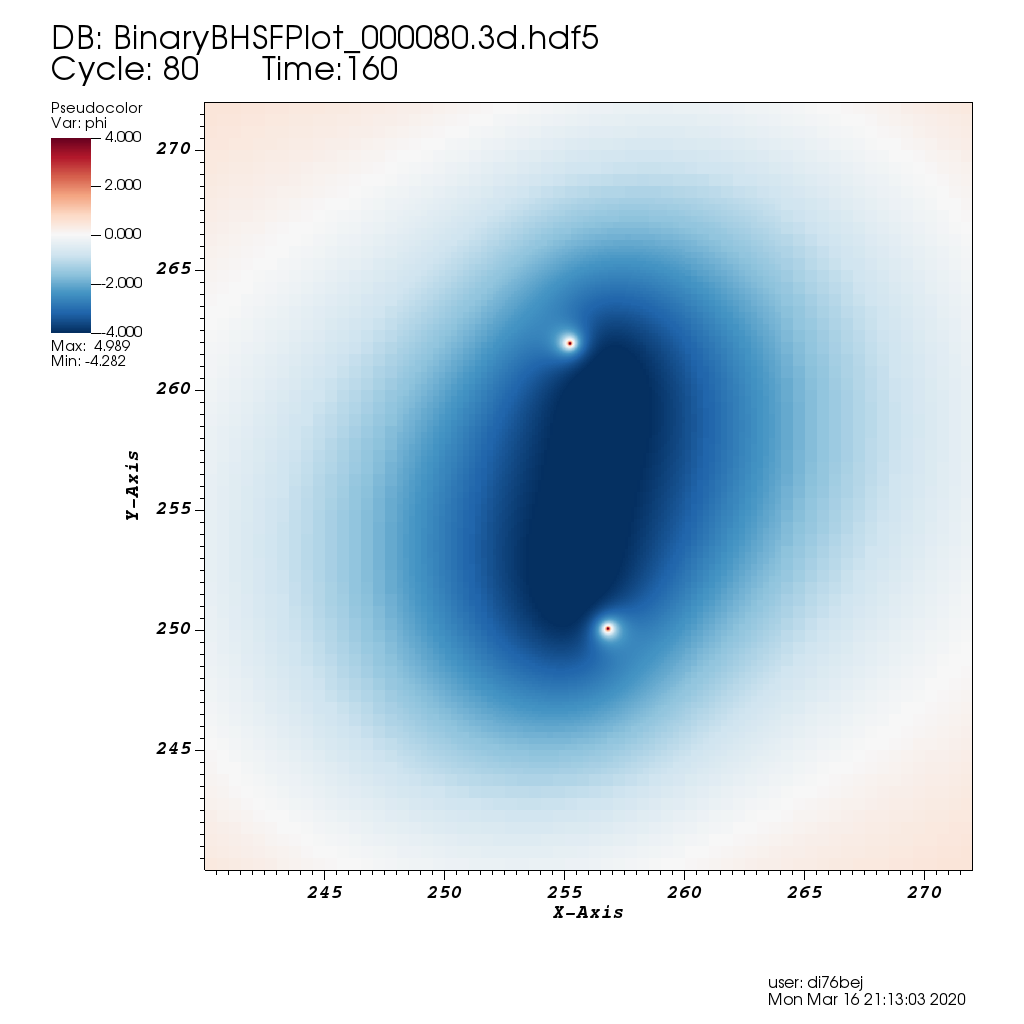 DB: BinaryBHSFPlot_000080.3d.hdf5
Cycle: 80 Time:160
Pseudocolor
Var: phi
4.000
2.000
0.000
-2.000
-4.000
Max: 4.989
Min: -4.282
270
265
260
255
250
245
Y-Axis
245 250 255 260 265 270
X-Axis
user: di76bej
Mon Mar 16 21:13:03 2020